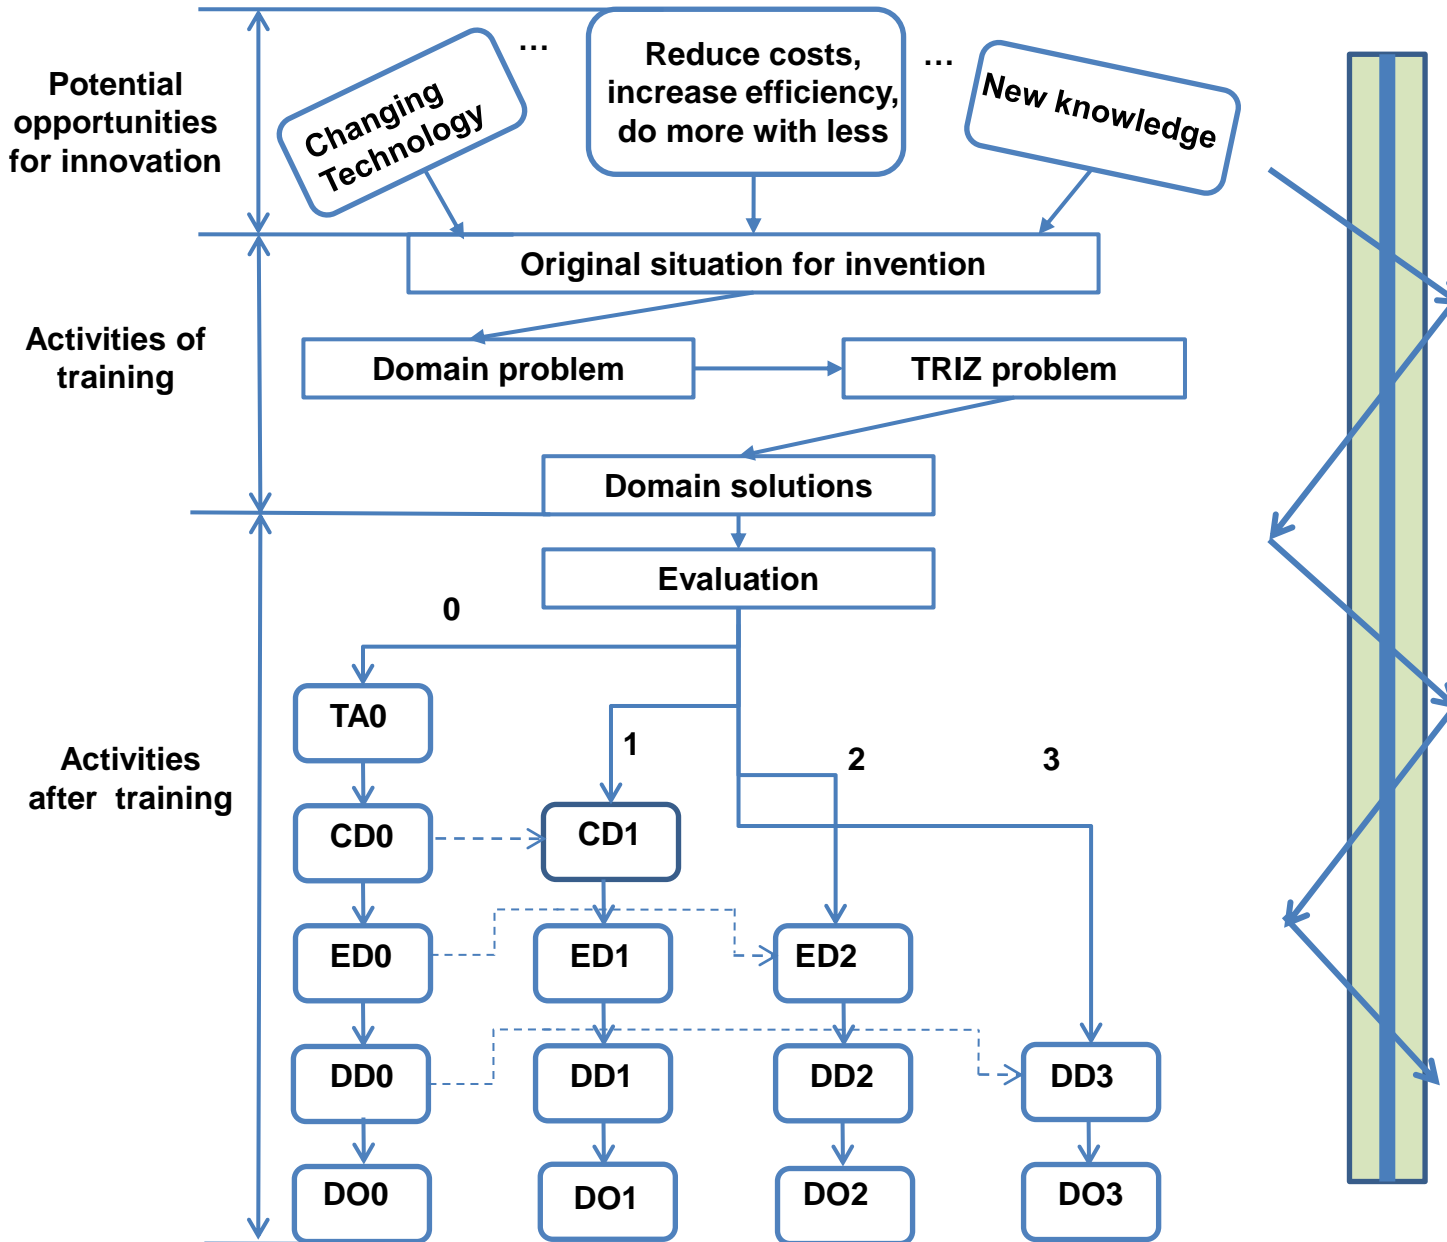 Potential
opportunities
for innovation
Changing
Technology
...
Reduce costs,
increase efficiency,
do more with less
...
New knowledge
Original situation for invention
Activities of
training
Domain problem
TRIZ problem
Domain solutions
Evaluation
0
1
2
3
Activities
after training
TA0
CD0
CD1
ED0
ED1
ED2
DD0
DD1
DD2
DD3
DO0
DO1
DO2
DO3